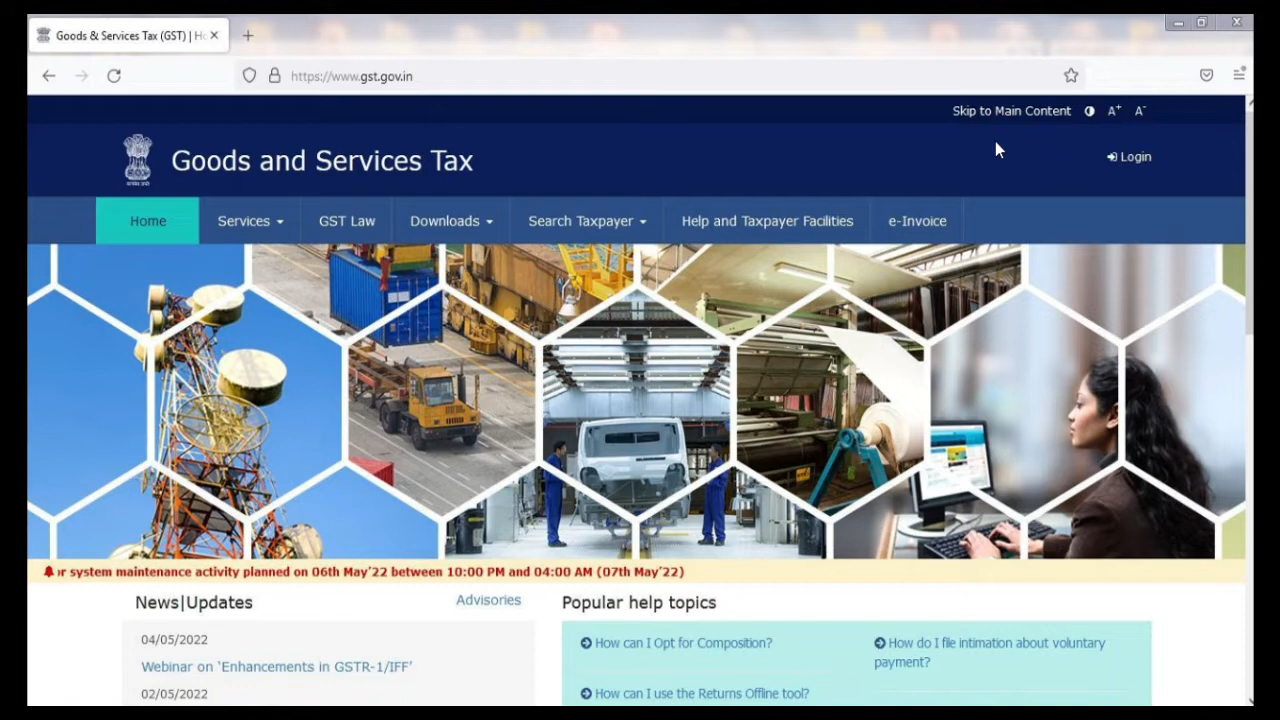 Goods & Services Tax (GST) | Ho
https://www.gst.gov.in
Skip to Main Content A+ A-
Goods and Services Tax
Login
Home Services GST Law Downloads Search Taxpayer Help and Taxpayer Facilities e-Invoice
r system maintenance activity planned on 06th May'22 between 10:00 PM and 04:00 AM (07th May'22)
News|Updates Advisories
Popular help topics
04/05/2022
Webinar on 'Enhancements in GSTR-1/IFF'
02/05/2022
How can I Opt for Composition?
How do I file intimation about voluntary
payment?
How can I use the Returns Offline tool?